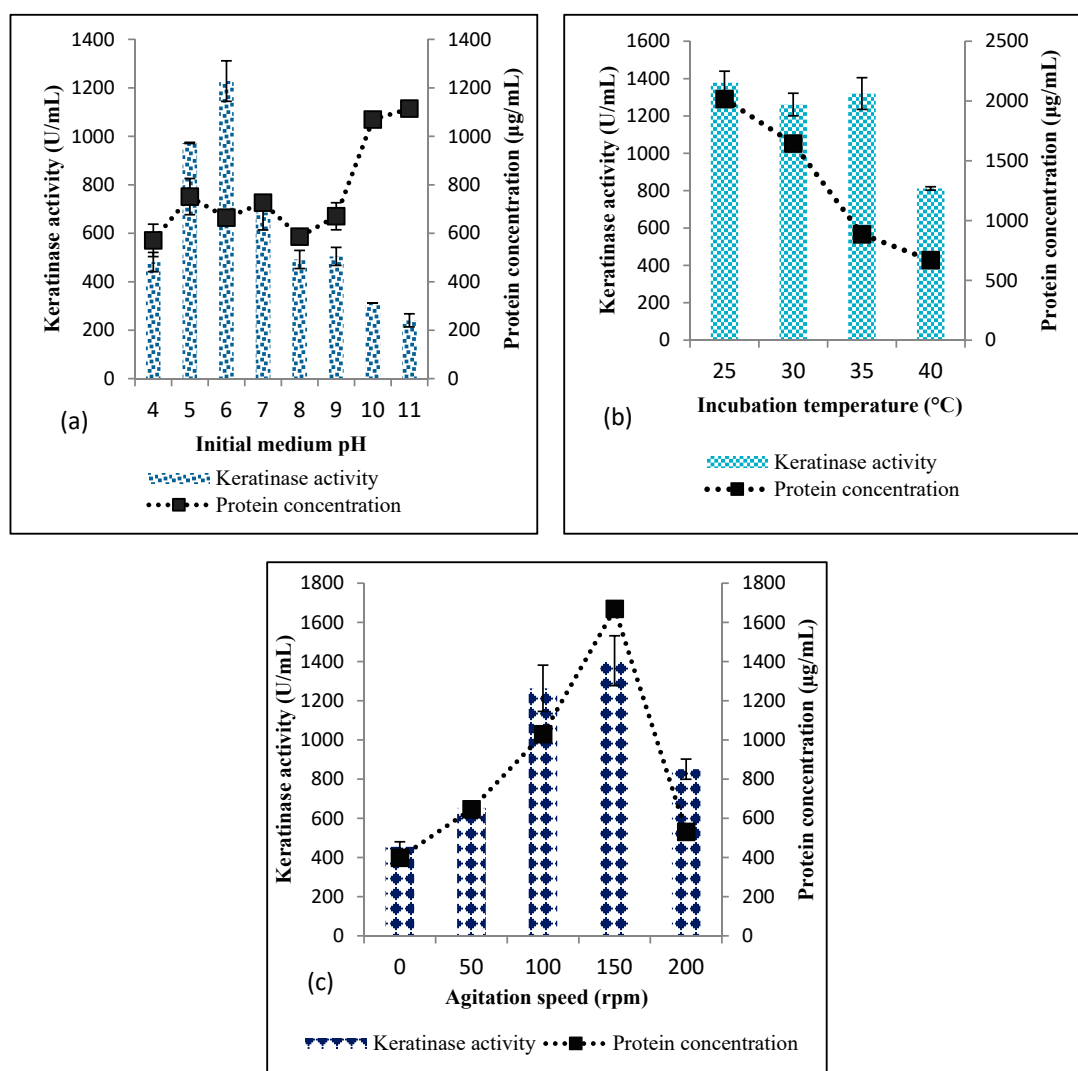 1400
1200
1000
800
600
400
200
0
Keratinase activity (U/mL)
1400
1200
1000
800
600
400
200
0
Protein concentration (µg/mL)
4 5 6 7 8 9 10 11
(a)
Initial medium pH
Keratinase activity
Protein concentration
1600
1400
1200
1000
800
600
400
200
0
Keratinase activity (U/mL)
2500
2000
1500
1000
500
0
Protein concentration (µg/mL)
25 30 35 40
(b)
Incubation temperature (°C)
Keratinase activity
Protein concentration
1800
1600
1400
1200
1000
800
600
400
200
0
Keratinase activity (U/mL)
1800
1600
1400
1200
1000
800
600
400
200
0
Protein concentration (µg/mL)
0 50 100 150 200
(c)
Agitation speed (rpm)
Keratinase activity Protein concentration